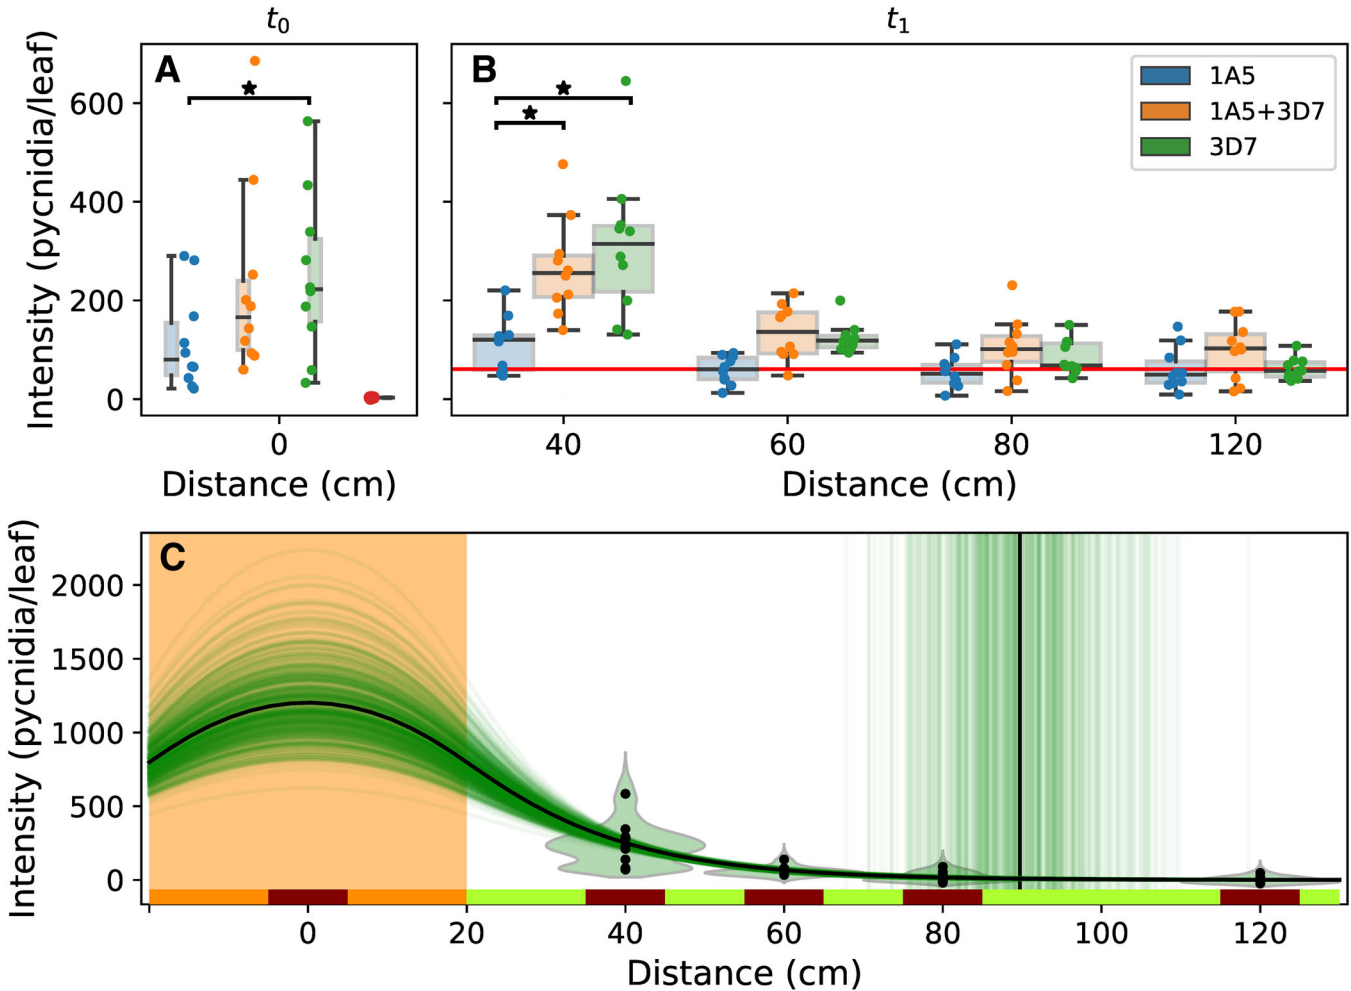 t0
t1
A
B
1A5
1A5+3D7
3D7
Intensity (pycnidia/leaf)
600
400
200
0
0
40
60
80
120
Distance (cm)
Distance (cm)
C
Intensity (pycnidia/leaf)
2000
1500
1000
500
0
0
20
40
60
80
100
120
Distance (cm)